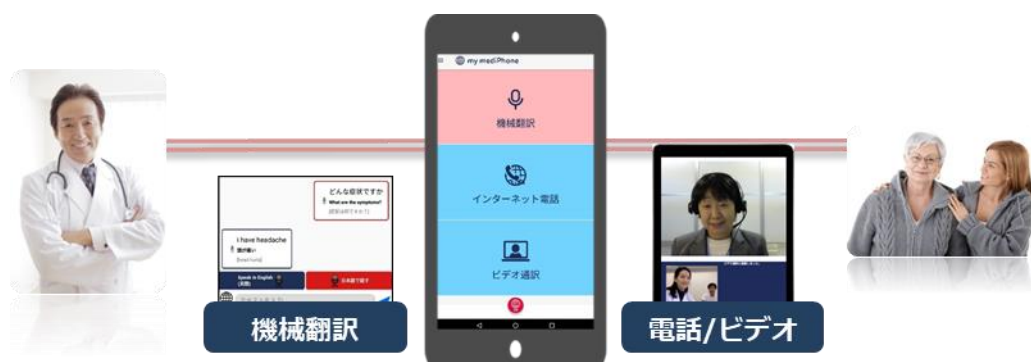 my mediPhone
機械翻訳
インターネット電話
ビデオ通訳
どんな症状ですか
What are the symptoms?
I have headache
頭が痛い
Speak in English
(英語)
日本語で話す
機械翻訳
電話/ビデオ